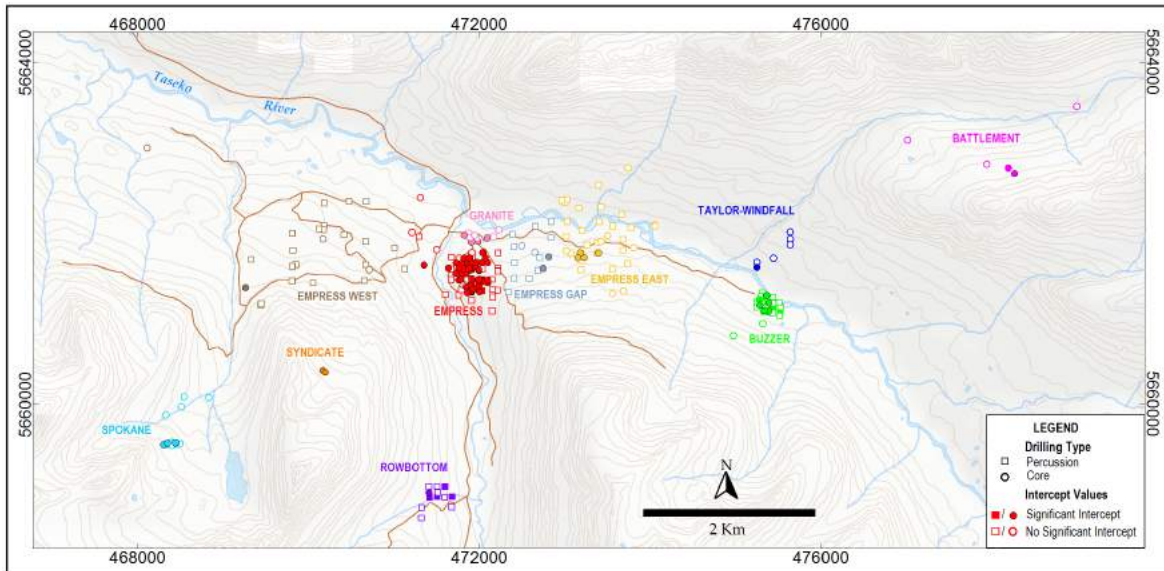 468000
472000
476000
5664000
5664000
Taseko
River
BATTLEMENT
TAYLOR-WINDFALL
GRANITE
EMPRESS EAST
EMPRESS WEST
EMPRESS GAP
EMPRESS
BUZZER
SYNDICATE
5660000
5660000
SPOKANE
ROWBOTTOM
N
2 Km
LEGEND
Drilling Type
Percussion
Core
Intercept Values
/ Significant Intercept
/ No Significant Intercept
468000
472000
476000